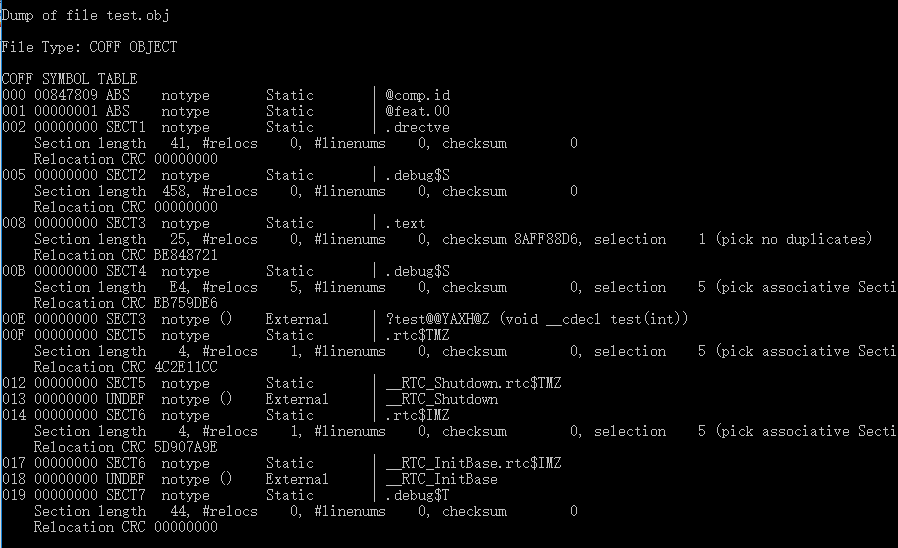 Dump of file test.obj
File Type: COFF OBJECT
COFF SYMBOL TABLE
000 00847809 ABS    notype       Static       | @comp.id
001 00000001 ABS    notype       Static       | @feat.00
002 00000000 SECT1  notype       Static       | .drectve
    Section length   41, #relocs    0, #linenums    0, checksum        0
    Relocation CRC 00000000
005 00000000 SECT2  notype       Static       | .debug$S
    Section length  458, #relocs    0, #linenums    0, checksum        0
    Relocation CRC 00000000
008 00000000 SECT3  notype       Static       | .text
    Section length   25, #relocs    0, #linenums    0, checksum 8AFF88D6, selection    1 (pick no duplicates)
    Relocation CRC BE848721
00B 00000000 SECT4  notype       Static       | .debug$S
    Section length   E4, #relocs    5, #linenums    0, checksum        0, selection    5 (pick associative Secti
    Relocation CRC EB759DE6
00E 00000000 SECT3  notype ()    External     | ?test@@YAXH@Z (void __cdecl test(int))
00F 00000000 SECT5  notype       Static       | .rtc$TMZ
    Section length    4, #relocs    1, #linenums    0, checksum        0, selection    5 (pick associative Secti
    Relocation CRC 4C2E11CC
012 00000000 SECT5  notype       Static       | __RTC_Shutdown.rtc$TMZ
013 00000000 UNDEF  notype ()    External     | __RTC_Shutdown
014 00000000 SECT6  notype       Static       | .rtc$IMZ
    Section length    4, #relocs    1, #linenums    0, checksum        0, selection    5 (pick associative Secti
    Relocation CRC 5D907A9E
017 00000000 SECT6  notype       Static       | __RTC_InitBase.rtc$IMZ
018 00000000 UNDEF  notype ()    External     | __RTC_InitBase
019 00000000 SECT7  notype       Static       | .debug$T
    Section length   44, #relocs    0, #linenums    0, checksum        0
    Relocation CRC 00000000